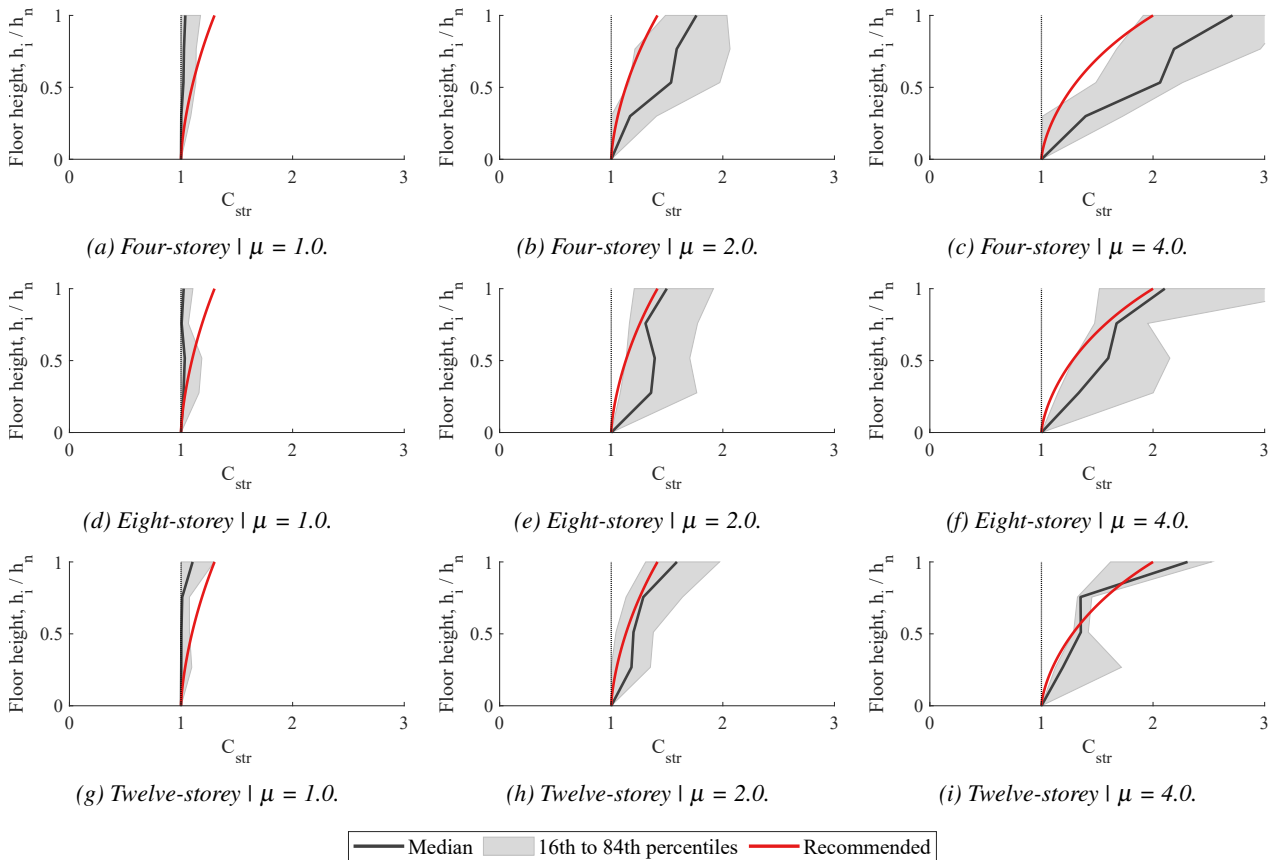 1
0.5
0
Floor height, h_i / h_n
0 1 2 3
C_str
(a) Four-storey | μ = 1.0.
1
0.5
0
Floor height, h_i / h_n
0 1 2 3
C_str
(b) Four-storey | μ = 2.0.
1
0.5
0
Floor height, h_i / h_n
0 1 2 3
C_str
(c) Four-storey | μ = 4.0.
1
0.5
0
Floor height, h_i / h_n
0 1 2 3
C_str
(d) Eight-storey | μ = 1.0.
1
0.5
0
Floor height, h_i / h_n
0 1 2 3
C_str
(e) Eight-storey | μ = 2.0.
1
0.5
0
Floor height, h_i / h_n
0 1 2 3
C_str
(f) Eight-storey | μ = 4.0.
1
0.5
0
Floor height, h_i / h_n
0 1 2 3
C_str
(g) Twelve-storey | μ = 1.0.
1
0.5
0
Floor height, h_i / h_n
0 1 2 3
C_str
(h) Twelve-storey | μ = 2.0.
1
0.5
0
Floor height, h_i / h_n
0 1 2 3
C_str
(i) Twelve-storey | μ = 4.0.
Median 16th to 84th percentiles Recommended